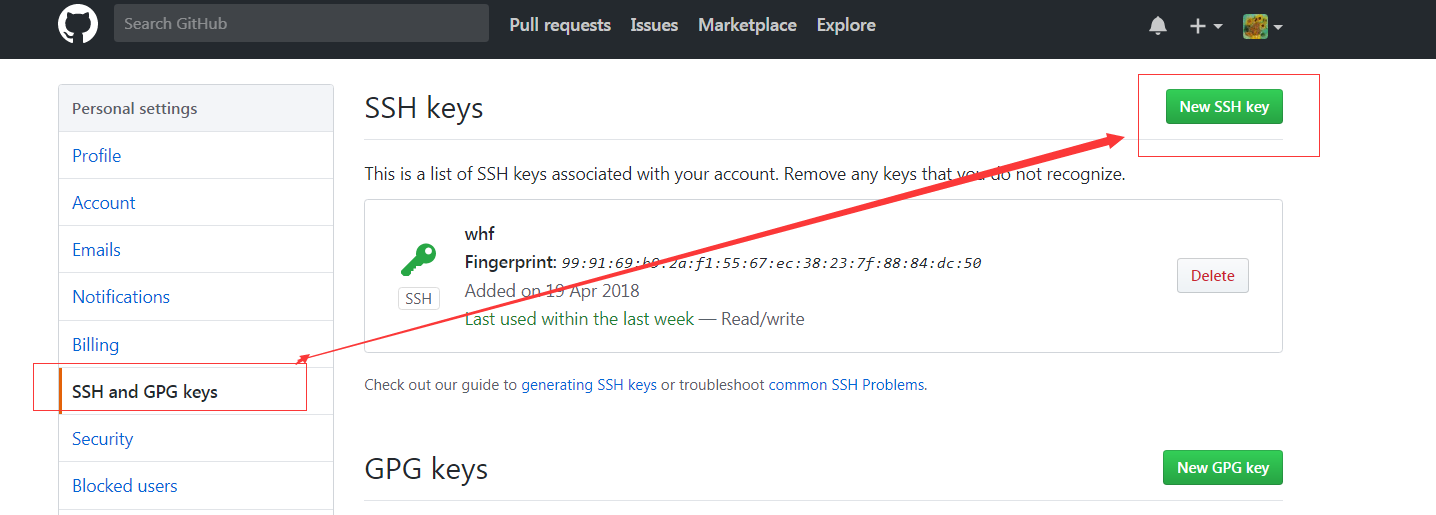 Search GitHub Pull requests Issues Marketplace Explore
Personal settings
Profile
Account
Emails
Notifications
Billing
SSH and GPG keys
Security
Blocked users
SSH keys
New SSH key
This is a list of SSH keys associated with your account. Remove any keys that you do not recognize.
whf
Fingerprint: 99:91:69:b9:2a:f1:55:67:ec:38:23:7f:88:84:dc:50
SSH
Added on 19 Apr 2018
Last used within the last week — Read/write
Delete
Check out our guide to generating SSH keys or troubleshoot common SSH Problems.
GPG keys
New GPG key